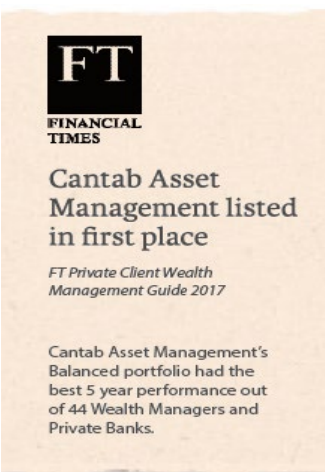 FT
FINANCIAL
TIMES
Cantab Asset
Management listed
in first place
FT Private Client Wealth
Management Guide 2017
Cantab Asset Management's
Balanced portfolio had the
best 5 year performance out
of 44 Wealth Managers and
Private Banks.